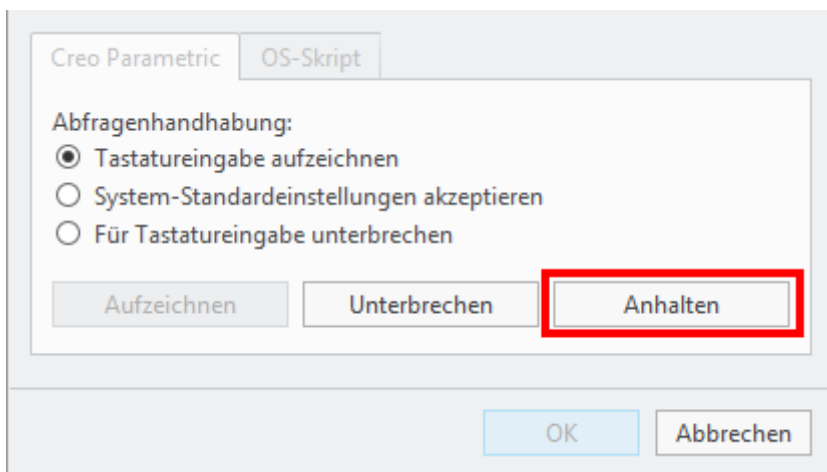 Creo Parametric OS-Skript
Abfragenhandhabung:
Tastatureingabe aufzeichnen
System-Standardeinstellungen akzeptieren
Für Tastatureingabe unterbrechen
Aufzeichnen Unterbrechen Anhalten
OK Abbrechen